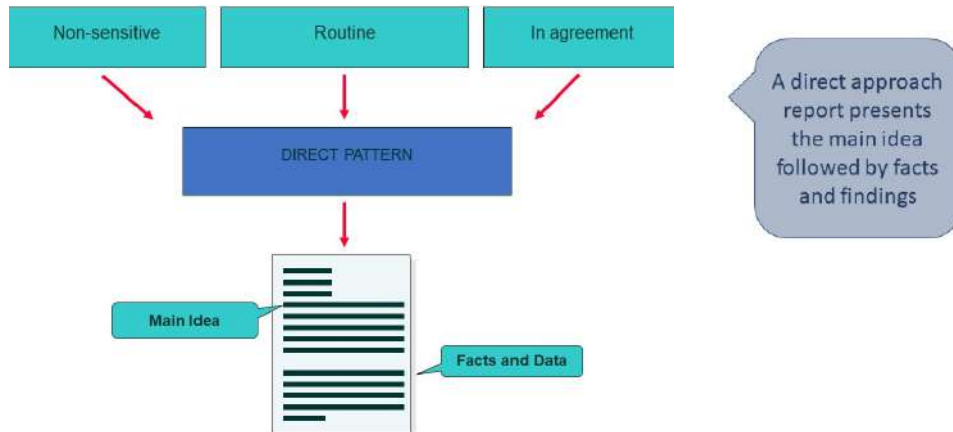 Non-sensitive
Routine
In agreement
DIRECT PATTERN
A direct approach
report presents
the main idea
followed by facts
and findings
Main Idea
Facts and Data